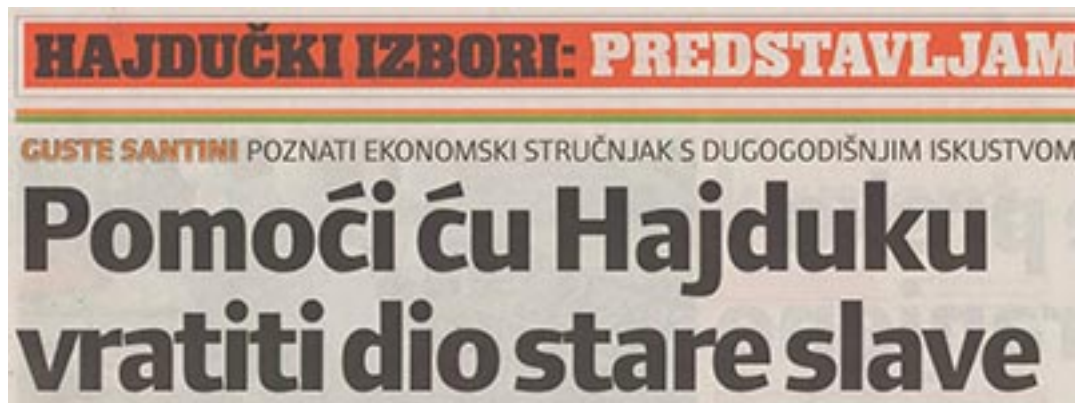 HAJDUČKI IZBORI: PREDSTAVLJAM
GUSTE SANTINI POZNATI EKONOMSKI STRUČNJAK S DUGOGODIŠNJIM ISKUSTVOM
Pomoći ću Hajduku
vratiti dio stare slave